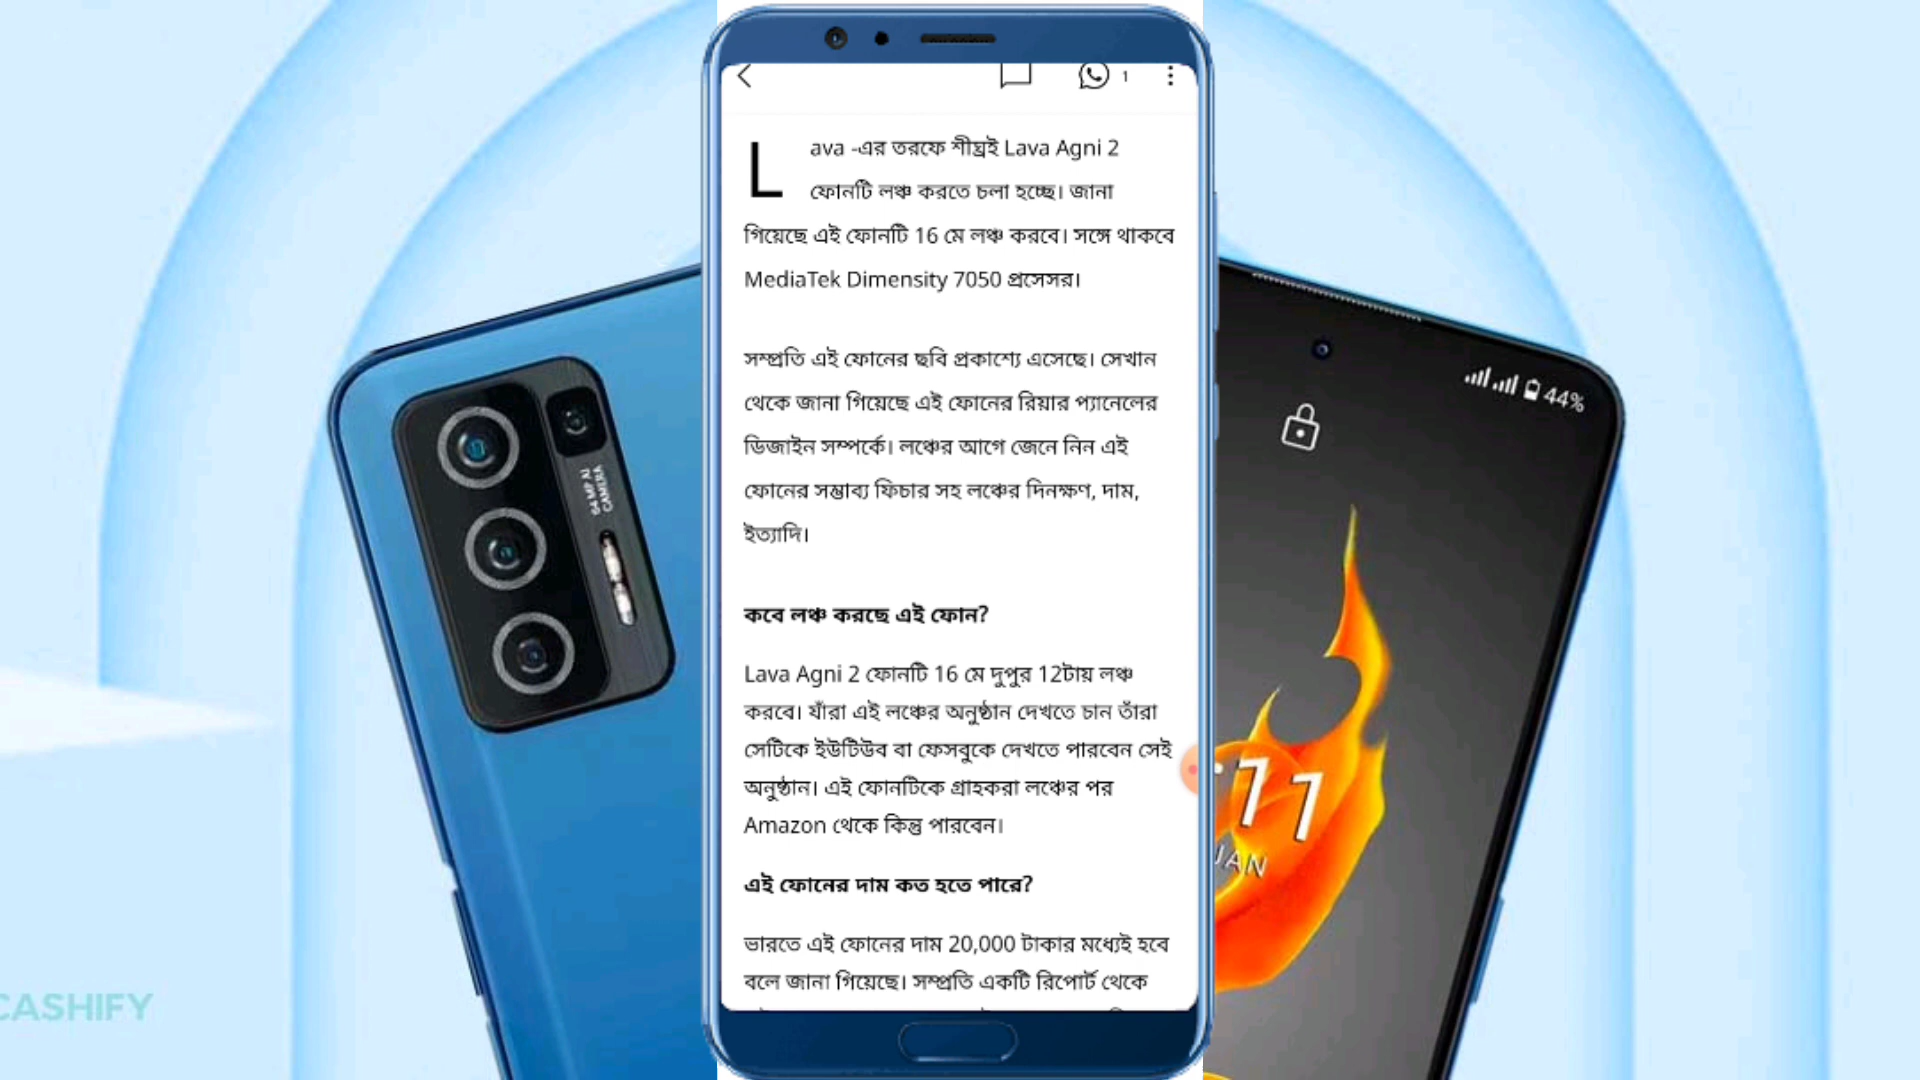 1
Lava -এর তরফে শীঘ্রই Lava Agni 2
ফোনটি লঞ্চ করতে চলা হচ্ছে। জানা
গিয়েছে এই ফোনটি 16 মে লঞ্চ করবে। সঙ্গে থাকবে
MediaTek Dimensity 7050 প্রসেসর।
সম্প্রতি এই ফোনের ছবি প্রকাশ্যে এসেছে। সেখান
থেকে জানা গিয়েছে এই ফোনের রিয়ার প্যানেলের
ডিজাইন সম্পর্কে। লঞ্চের আগে জেনে নিন এই
ফোনের সম্ভাব্য ফিচার সহ লঞ্চের দিনক্ষণ, দাম,
ইত্যাদি।
কবে লঞ্চ করছে এই ফোন?
Lava Agni 2 ফোনটি 16 মে দুপুর 12টায় লঞ্চ
করবে। যাঁরা এই লঞ্চের অনুষ্ঠান দেখতে চান তাঁরা
সেটিকে ইউটিউব বা ফেসবুকে দেখতে পারবেন সেই
অনুষ্ঠান। এই ফোনটিকে গ্রাহকরা লঞ্চের পর
Amazon থেকে কিন্তু পারবেন।
এই ফোনের দাম কত হতে পারে?
ভারতে এই ফোনের দাম 20,000 টাকার মধ্যেই হবে
বলে জানা গিয়েছে। সম্প্রতি একটি রিপোর্ট থেকে
64 MP AI
CAMERA
44%
:11
JAN
CASHIFY